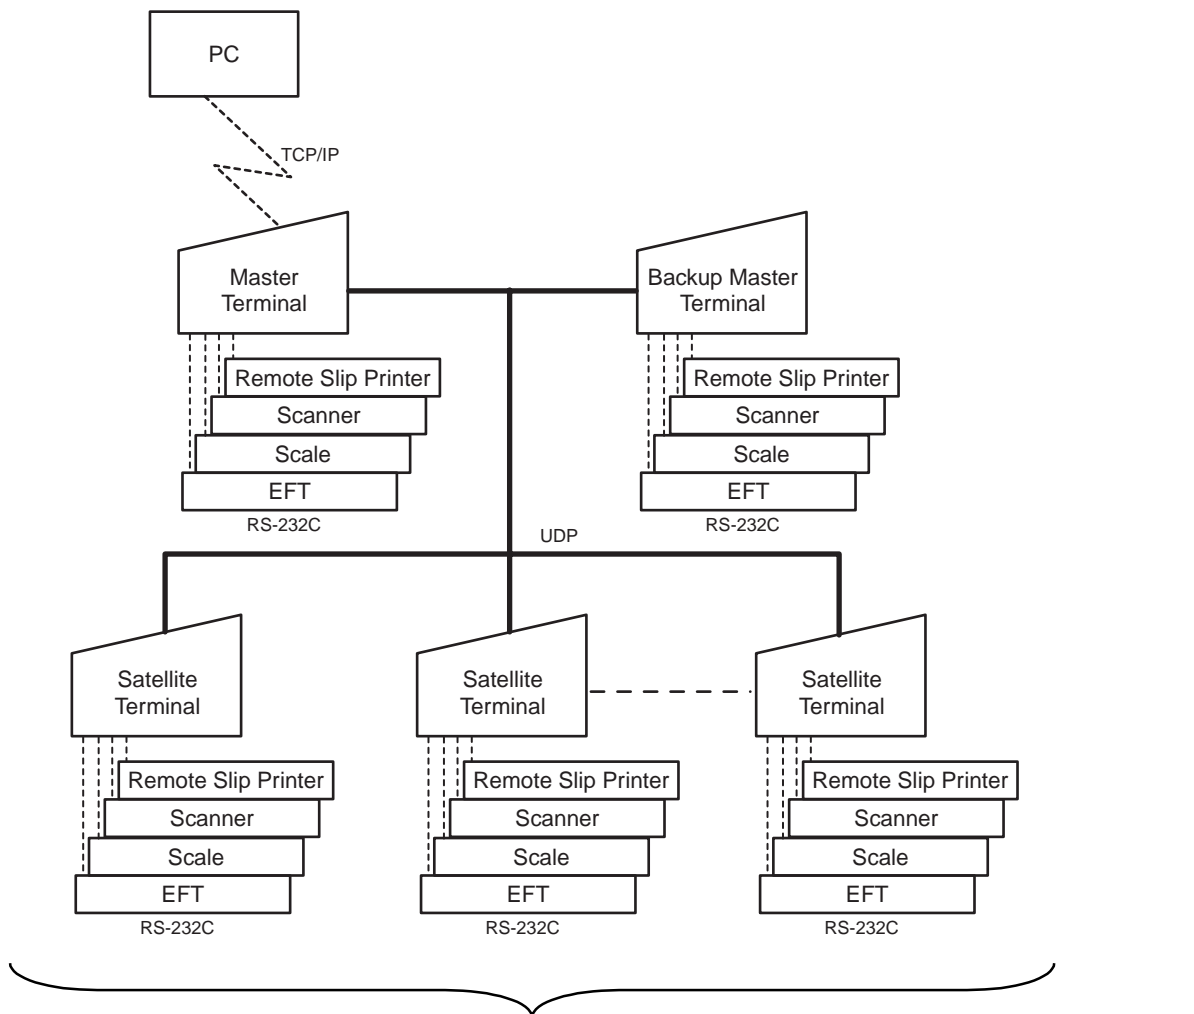 PC
TCP/IP
Master
Terminal
Backup Master
Terminal
Remote Slip Printer
Scanner
Scale
EFT
RS-232C
Remote Slip Printer
Scanner
Scale
EFT
RS-232C
UDP
Satellite
Terminal
Satellite
Terminal
Satellite
Terminal
Remote Slip Printer
Scanner
Scale
EFT
RS-232C
Remote Slip Printer
Scanner
Scale
EFT
RS-232C
Remote Slip Printer
Scanner
Scale
EFT
RS-232C